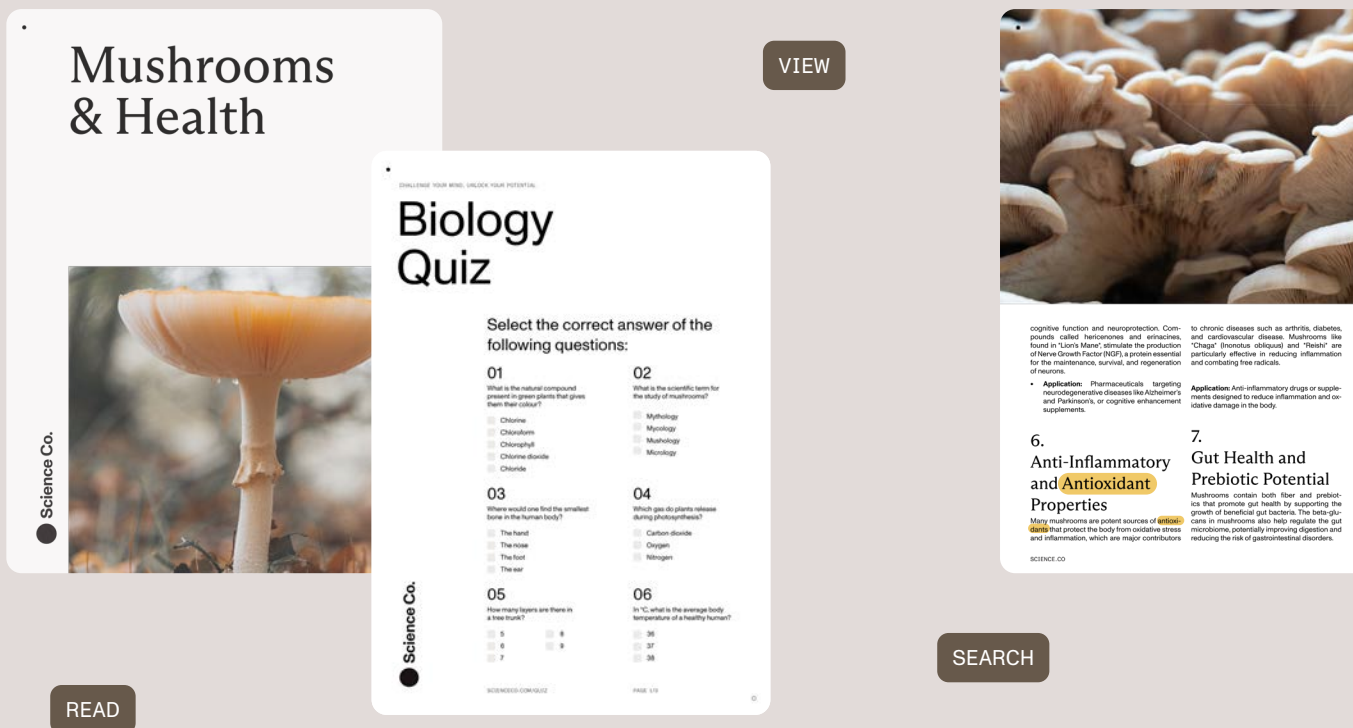 Mushrooms
& Health
Science Co.
READ
CHALLENGE YOUR MIND. UNLOCK YOUR POTENTIAL
Biology
Quiz
Select the correct answer of the
following questions:
01
What is the natural compound
present in green plants that gives
them their colour?
Chlorine
Chloroform
Chlorophyll
Chlorine dioxide
Chloride
02
What is the scientific term for
the study of mushrooms?
Mythology
Mycology
Mushology
Micrology
03
Where would one find the smallest
bone in the human body?
The hand
The nose
The foot
The ear
04
Which gas do plants release
during photosynthesis?
Carbon dioxide
Oxygen
Nitrogen
05
How many layers are there in
a tree trunk?
5
6
7
8
9
06
In °C, what is the average body
temperature of a healthy human?
36
37
38
Science Co.
SCIENCECO.COM/QUIZ
VIEW
cognitive function and neuroprotection. Com-
pounds called hericenones and erinacines,
found in "Lion's Mane", stimulate the production
of Nerve Growth Factor (NGF), a protein essential
for the maintenance, survival, and regeneration
of neurons.
• Application: Pharmaceuticals targeting
neurodegenerative diseases like Alzheimer's
and Parkinson's, or cognitive enhancement
supplements.
6.
Anti-Inflammatory
and Antioxidant
Properties
Many mushrooms are potent sources of antioxi-
dants that protect the body from oxidative stress
and inflammation, which are major contributors
to chronic diseases such as arthritis, diabetes,
and cardiovascular disease. Mushrooms like
"Chaga" (Inonotus obliquus) and "Reishi" are
particularly effective in reducing inflammation
and combating free radicals.
Application: Anti-inflammatory drugs or supple-
ments designed to reduce inflammation and ox-
idative damage in the body.
7.
Gut Health and
Prebiotic Potential
Mushrooms contain both fiber and prebiot-
ics that promote gut health by supporting the
growth of beneficial gut bacteria. The beta-glu-
cans in mushrooms also help regulate the gut
microbiome, potentially improving digestion and
reducing the risk of gastrointestinal disorders.
SCIENCE.CO
SEARCH